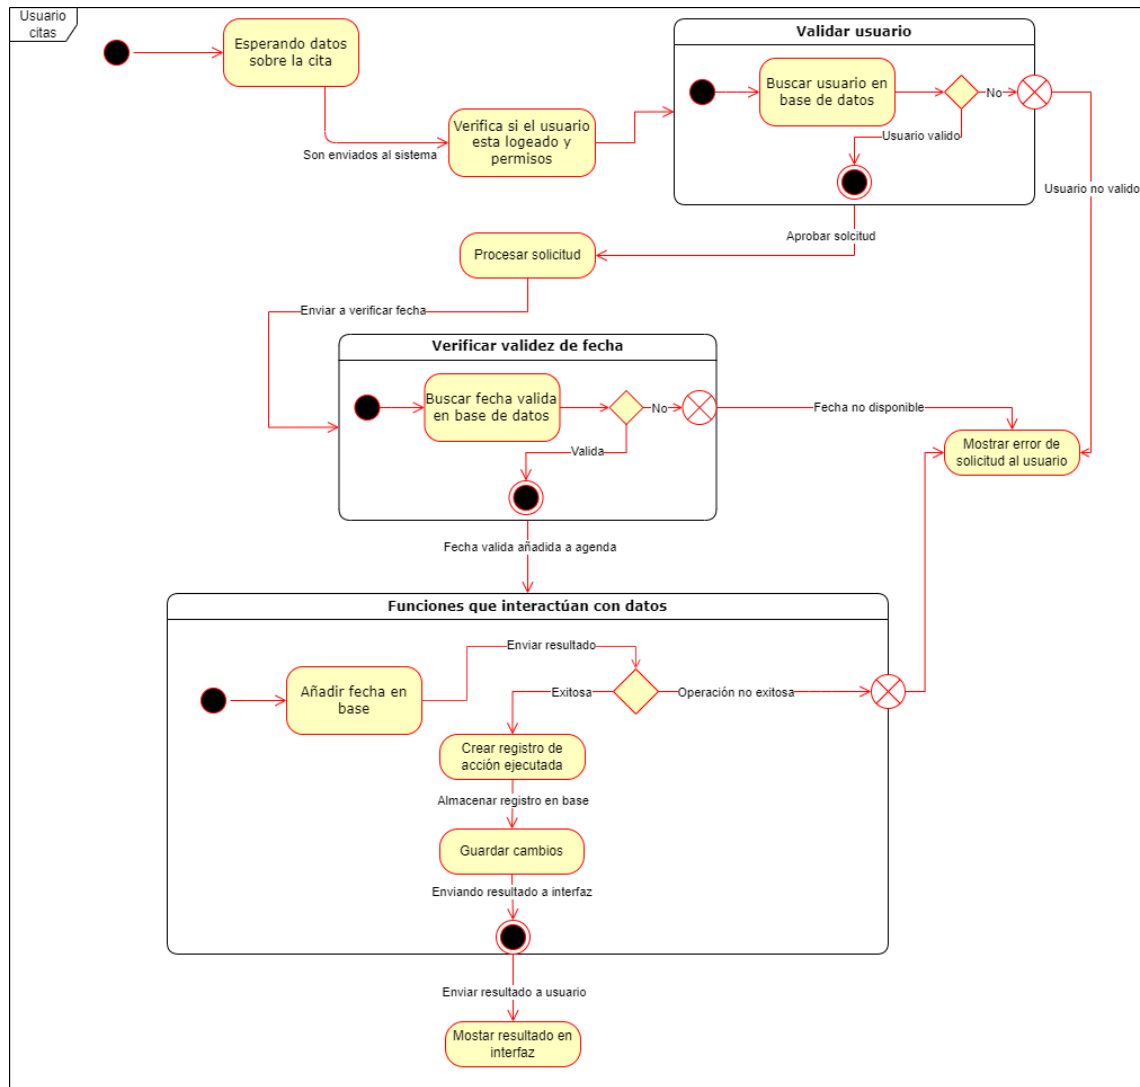 Usuario
citas
Esperando datos
sobre la cita
Son enviados al sistema
Verifica si el usuario
esta logeado y
permisos
Validar usuario
Buscar usuario en
base de datos
No
Usuario valido
Usuario no valido
Aprobar solcitud
Procesar solicitud
Enviar a verificar fecha
Verificar validez de fecha
Buscar fecha valida
en base de datos
No
Valida
Fecha no disponible
Mostrar error de
solicitud al usuario
Fecha valida añadida a agenda
Funciones que interactúan con datos
Enviar resultado
Añadir fecha en
base
Exitosa
Operación no exitosa
Crear registro de
acción ejecutada
Almacenar registro en base
Guardar cambios
Enviando resultado a interfaz
Enviar resultado a usuario
Mostar resultado en
interfaz